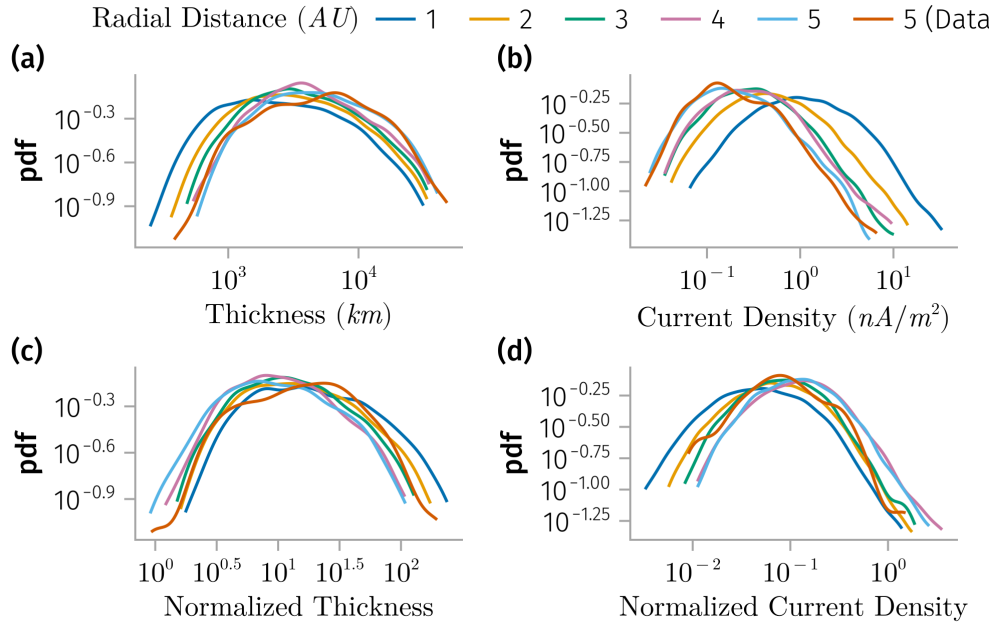 Radial Distance (AU) 1 2 3 4 5 5 (Data
(a) (b)
pdf 10^−0.3 10^−0.6 10^−0.9
10^3 10^4
Thickness (km)
pdf 10^−0.25 10^−0.50 10^−0.75 10^−1.00 10^−1.25
10^−1 10^0 10^1
Current Density (nA/m^2)
(c) (d)
pdf 10^−0.3 10^−0.6 10^−0.9
10^0 10^0.5 10^1 10^1.5 10^2
Normalized Thickness
pdf 10^−0.25 10^−0.50 10^−0.75 10^−1.00 10^−1.25
10^−2 10^−1 10^0
Normalized Current Density